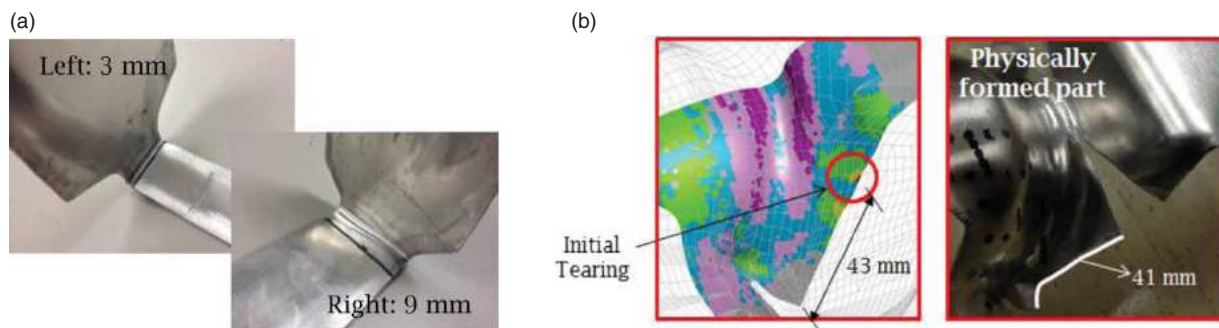 (a)
Left: 3 mm
Right: 9 mm
(b)
Initial
Tearing
43 mm
Physically
formed part
41 mm